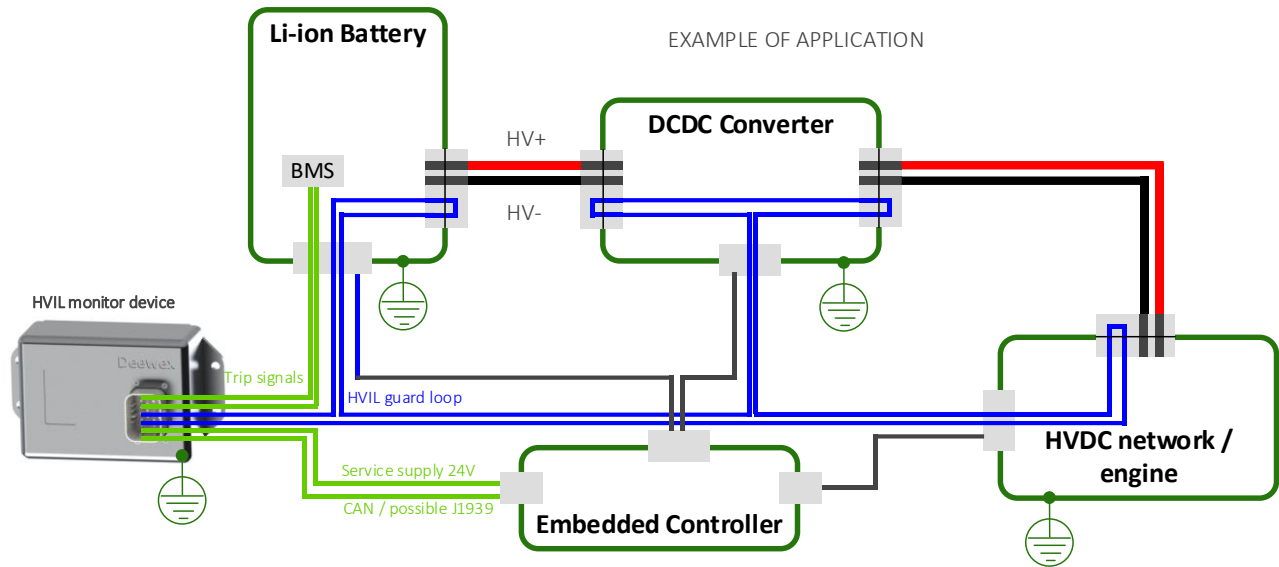 Li-ion Battery
EXAMPLE OF APPLICATION
DCDC Converter
HV+
BMS
HV-
HVIL monitor device
Deewex
Trip signals
HVIL guard loop
HVDC network /
engine
Service supply 24V
CAN / possible J1939
Embedded Controller